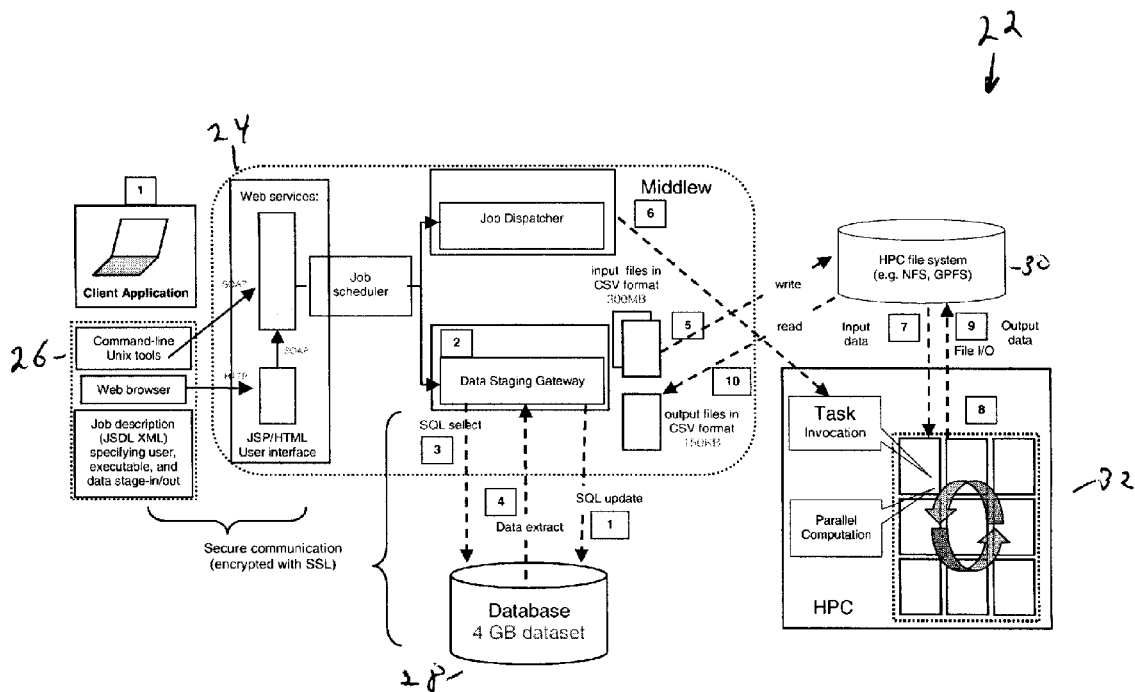 22
24
1
Client Application
26
Command-line
Unix tools
Web browser
Job description
(JSDL XML)
specifying user,
executable, and
data stage-in/out
Web services:
SOAP
SOAP
HTTP
JSP/HTML
User interface
Job
scheduler
Middlew
Job Dispatcher
6
input files in
CSV format
300MB
5
2
Data Staging Gateway
10
output files in
CSV format
150KB
write
read
SQL select
3
4
Data extract
SQL update
1
Secure communication
(encrypted with SSL)
Database
4 GB dataset
28
HPC file system
(e.g. NFS, GPFS)
30
Input
data
7
9
File I/O
Output
data
8
Task
Invocation
Parallel
Computation
HPC
32